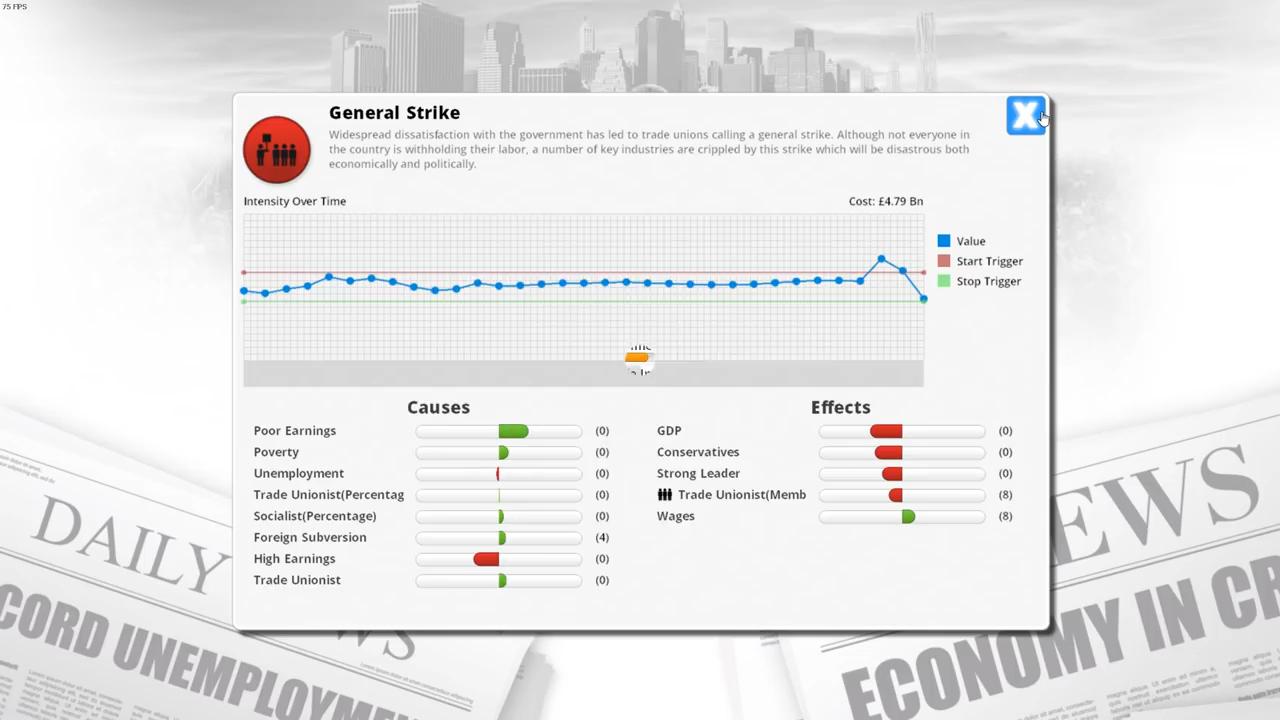 75 FPS
General Strike
Widespread dissatisfaction with the government has led to trade unions calling a general strike. Although not everyone in
the country is withholding their labor, a number of key industries are crippled by this strike which will be disastrous both
economically and politically.
Intensity Over Time
Cost: £4.79 Bn
Value
Start Trigger
Stop Trigger
Causes
Poor Earnings (0)
Poverty (0)
Unemployment (0)
Trade Unionist(Percentag (0)
Socialist(Percentage) (0)
Foreign Subversion (4)
High Earnings (0)
Trade Unionist (0)
Effects
GDP (0)
Conservatives (0)
Strong Leader (0)
Trade Unionist(Memb (8)
Wages (8)
DAILY
NEWS
CORD UNEMPLOYME
ECONOMY IN CR